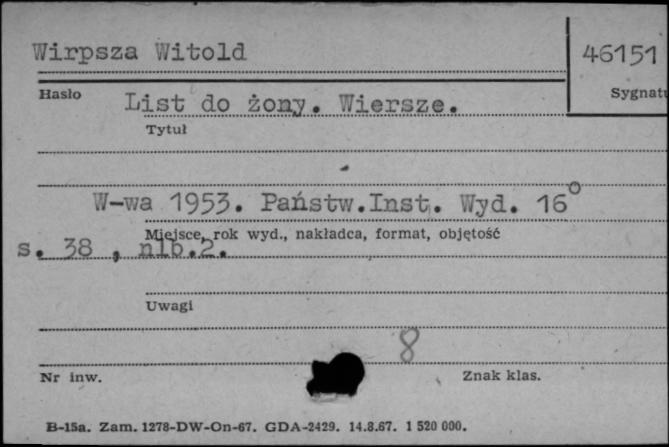 Wirpsza Witold
46151
Hasło
Sygnatu
List do żony. Wiersze.
Tytuł
W-wa 1953. Państw.Inst. Wyd. 16°
Miejsce, rok wyd., nakładca, format, objętość
s. 38 , nlb.2.
Uwagi
8
Nr inw.
Znak klas.
B-15a. Zam. 1278-DW-On-67. GDA-2429. 14.8.67. 1 520 000.